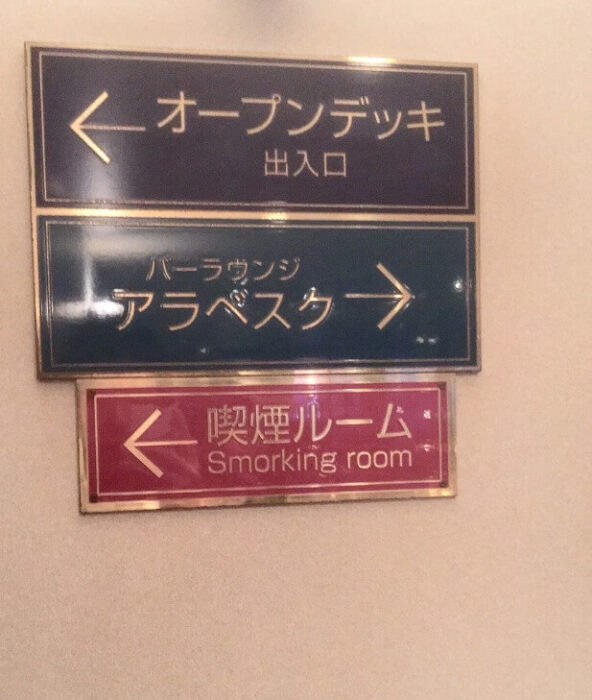 ← オープンデッキ
出入口
バーラウンジ
アラベスク →
← 喫煙ルーム
Smorking room